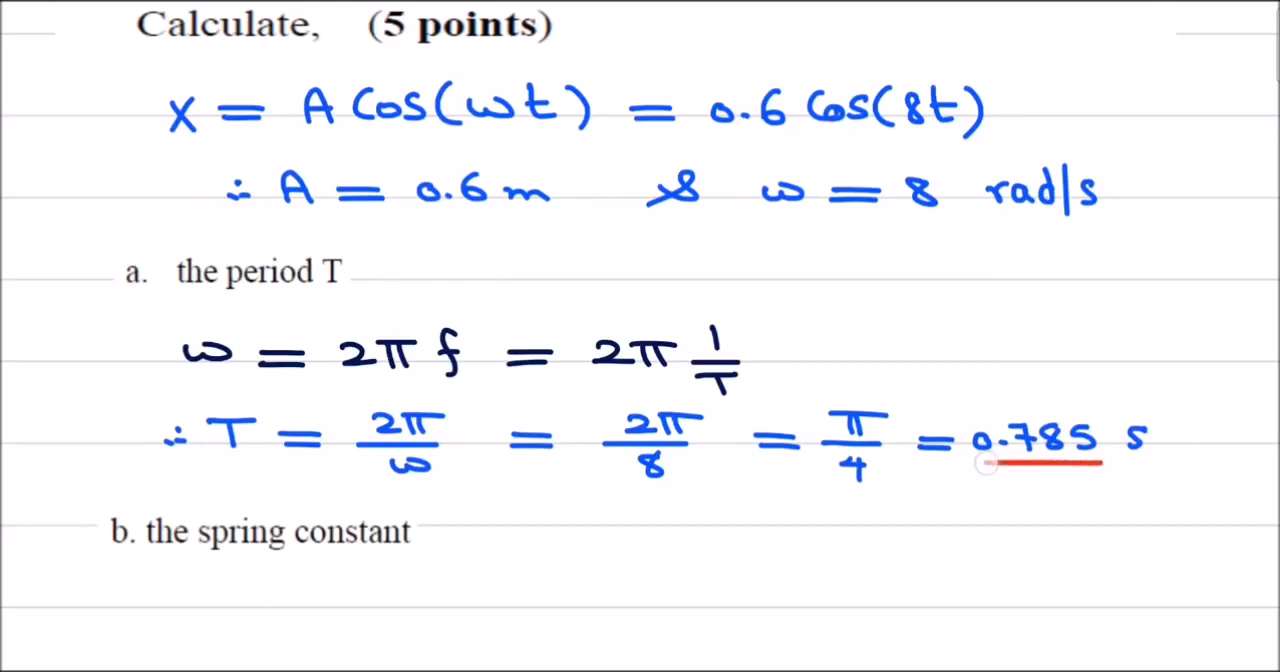 Calculate, (5 points)
X = A Cos(ωt) = 0.6 Cos(8t)
∴ A = 0.6 m & ω = 8 rad/s
a. the period T
ω = 2π f = 2π 1/T
∴ T = 2π/ω = 2π/8 = π/4 = 0.785 s
b. the spring constant